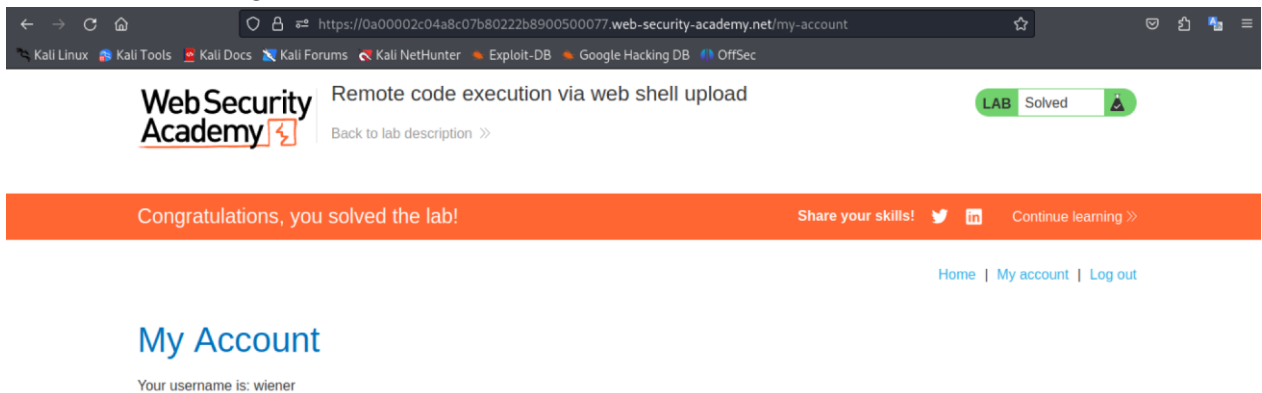 https://0a00002c04a8c07b80222b8900500077.web-security-academy.net/my-account
Kali Linux Kali Tools Kali Docs Kali Forums Kali NetHunter Exploit-DB Google Hacking DB OffSec
Web Security
Academy
Remote code execution via web shell upload
Back to lab description
LAB Solved
Congratulations, you solved the lab!
Share your skills!
in
Continue learning
Home | My account | Log out
My Account
Your username is: wiener